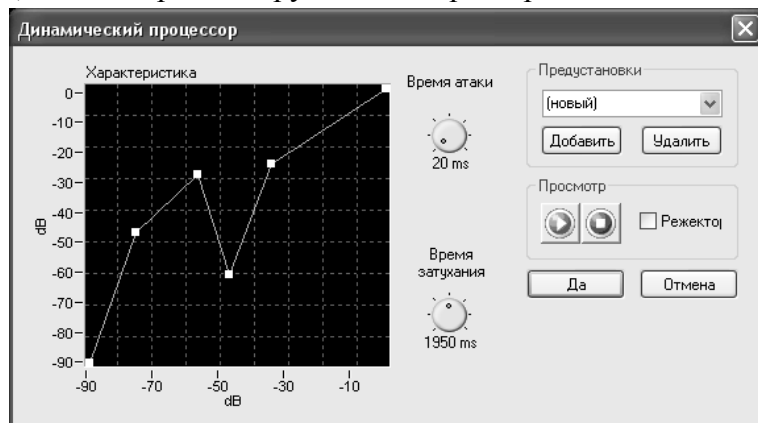 Динамический процессор
Характеристика
0
-10
-20
-30
-40
-50
-60
-70
-80
-90
dB
-90
-70
-50
-30
-10
dB
Время атаки
20 ms
Время
затухания
1950 ms
Предустановки
(новый)
Добавить
Удалить
Просмотр
Режектор
Да
Отмена